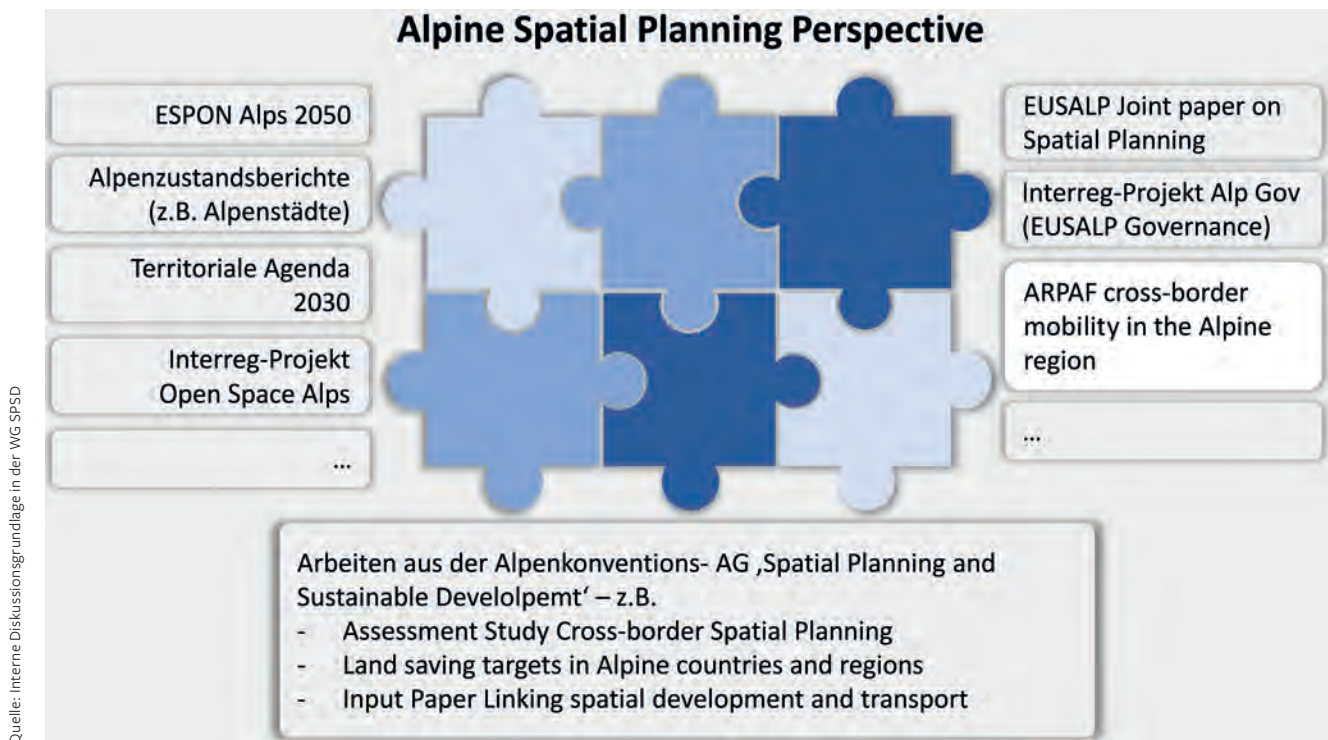 Alpine Spatial Planning Perspective
ESPON Alps 2050
Alpenzustandsberichte
(z.B. Alpenstädte)
Territoriale Agenda
2030
Interreg-Projekt
Open Space Alps
...
EUSALP Joint paper on
Spatial Planning
Interreg-Projekt Alp Gov
(EUSALP Governance)
ARPAF cross-border
mobility in the Alpine
region
...
Arbeiten aus der Alpenkonventions- AG ‚Spatial Planning and
Sustainable Develolpemt‘ – z.B.
- Assessment Study Cross-border Spatial Planning
- Land saving targets in Alpine countries and regions
- Input Paper Linking spatial development and transport
Quelle: Interne Diskussionsgrundlage in der WG SPSD